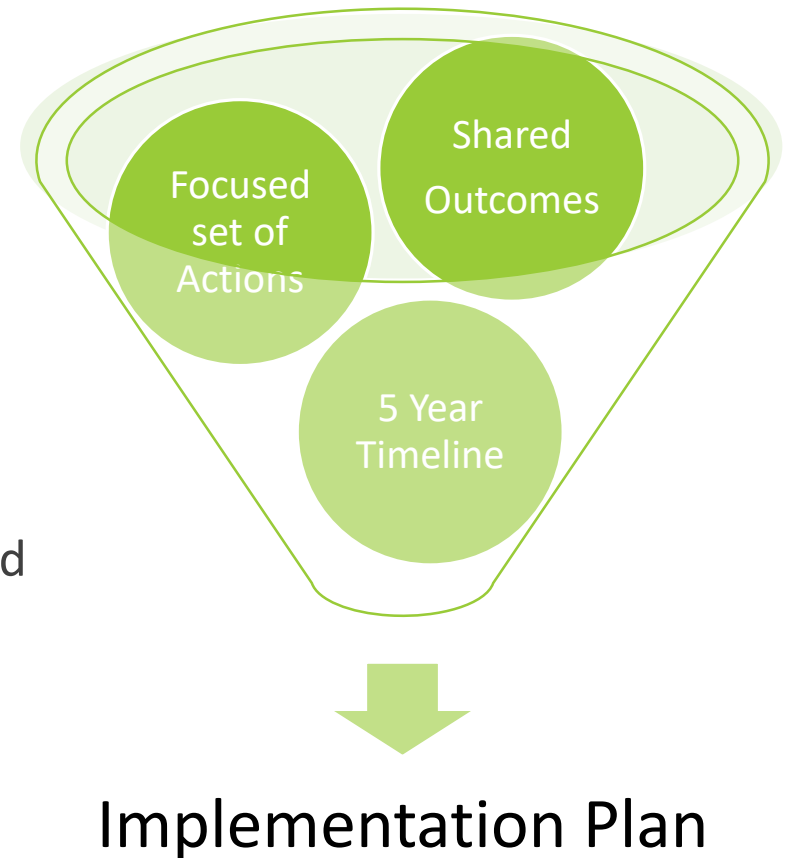 Shared
Outcomes
Focused
set of
Actions
5 Year
Timeline
d
Implementation Plan